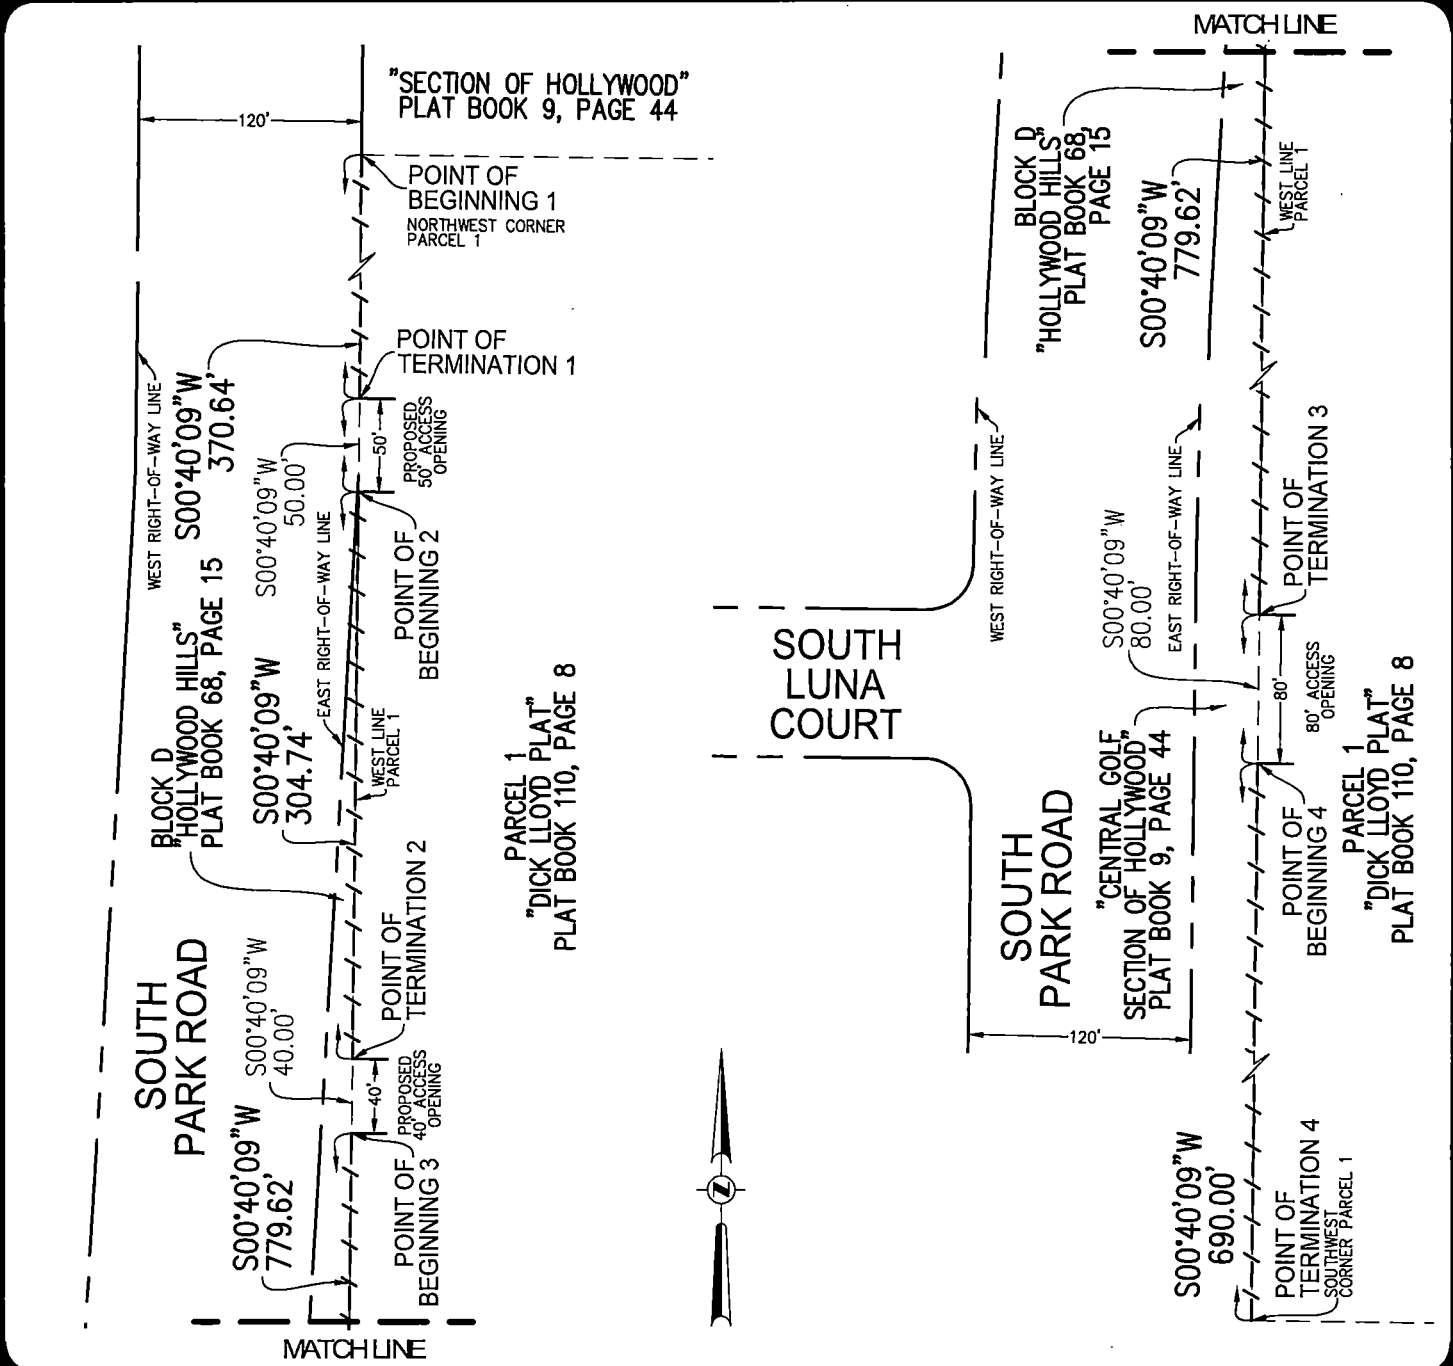 "SECTION OF HOLLYWOOD"
PLAT BOOK 9, PAGE 44
120'
POINT OF
BEGINNING 1
NORTHWEST CORNER
PARCEL 1
POINT OF
TERMINATION 1
WEST RIGHT-OF-WAY LINE
S00°40'09"W
370.64'
S00°40'09"W
50.00'
50'
PROPOSED
50' ACCESS
OPENING
EAST RIGHT-OF-WAY LINE
POINT OF
BEGINNING 2
BLOCK D
"HOLLYWOOD HILLS"
PLAT BOOK 68, PAGE 15
S00°40'09"W
304.74'
WEST LINE
PARCEL 1
PARCEL 1
"DICK LLOYD PLAT"
PLAT BOOK 110, PAGE 8
POINT OF
TERMINATION 2
SOUTH
PARK ROAD
S00°40'09"W
40.00'
40'
PROPOSED
40' ACCESS
OPENING
S00°40'09"W
779.62'
POINT OF
BEGINNING 3
MATCH LINE
MATCH LINE
BLOCK D
"HOLLYWOOD HILLS"
PLAT BOOK 68,
PAGE 15
S00°40'09"W
779.62'
WEST LINE
PARCEL 1
WEST RIGHT-OF-WAY LINE
S00°40'09"W
80.00'
EAST RIGHT-OF-WAY LINE
POINT OF
TERMINATION 3
SOUTH
LUNA
COURT
80'
80' ACCESS
OPENING
SOUTH
PARK ROAD
"CENTRAL GOLF
SECTION OF HOLLYWOOD"
PLAT BOOK 9, PAGE 44
POINT OF
BEGINNING 4
PARCEL 1
"DICK LLOYD PLAT"
PLAT BOOK 110, PAGE 8
120'
Z
S00°40'09"W
690.00'
POINT OF
TERMINATION 4
SOUTHWEST
CORNER PARCEL 1